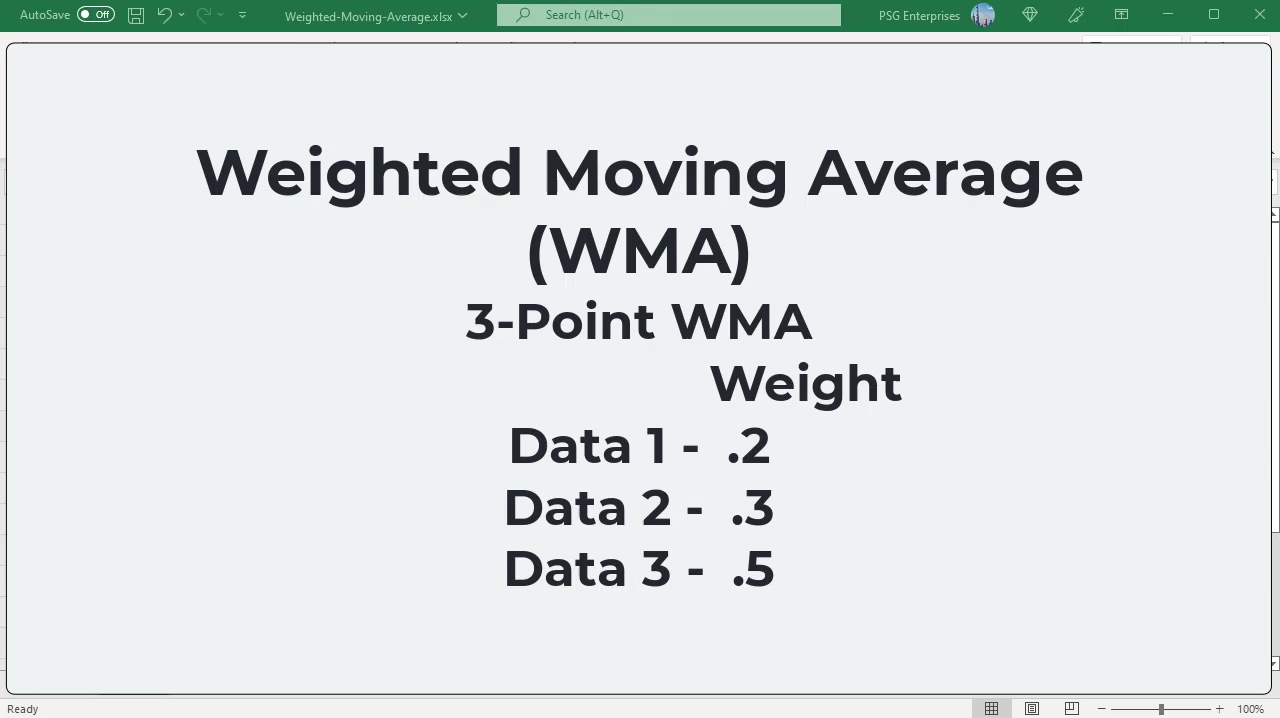 AutoSave Off Weighted-Moving-Average.xlsx Search (Alt+Q) PSG Enterprises
Weighted Moving Average
(WMA)
3-Point WMA
Weight
Data 1 - .2
Data 2 - .3
Data 3 - .5
Ready 100%